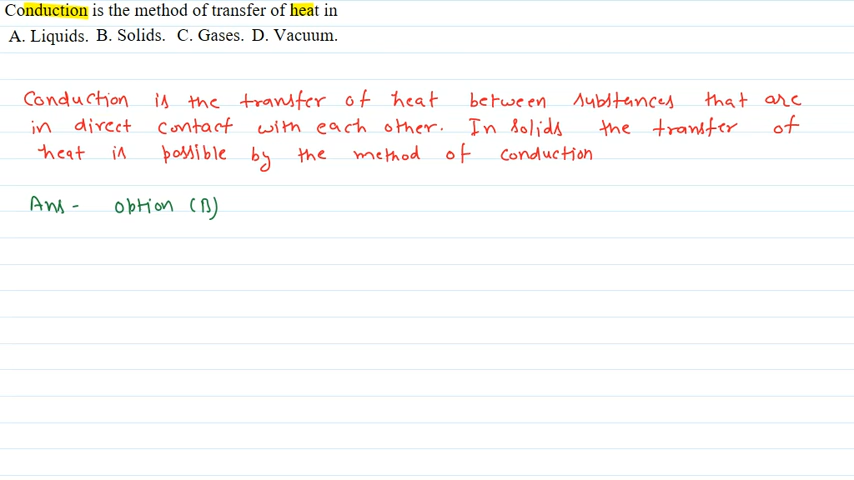 Conduction is the method of transfer of heat in
A. Liquids. B. Solids. C. Gases. D. Vacuum.
Conduction is the transfer of heat between substances that are
in direct contact with each other. In solids the transfer of
heat is possible by the method of conduction
Ans - option (B)